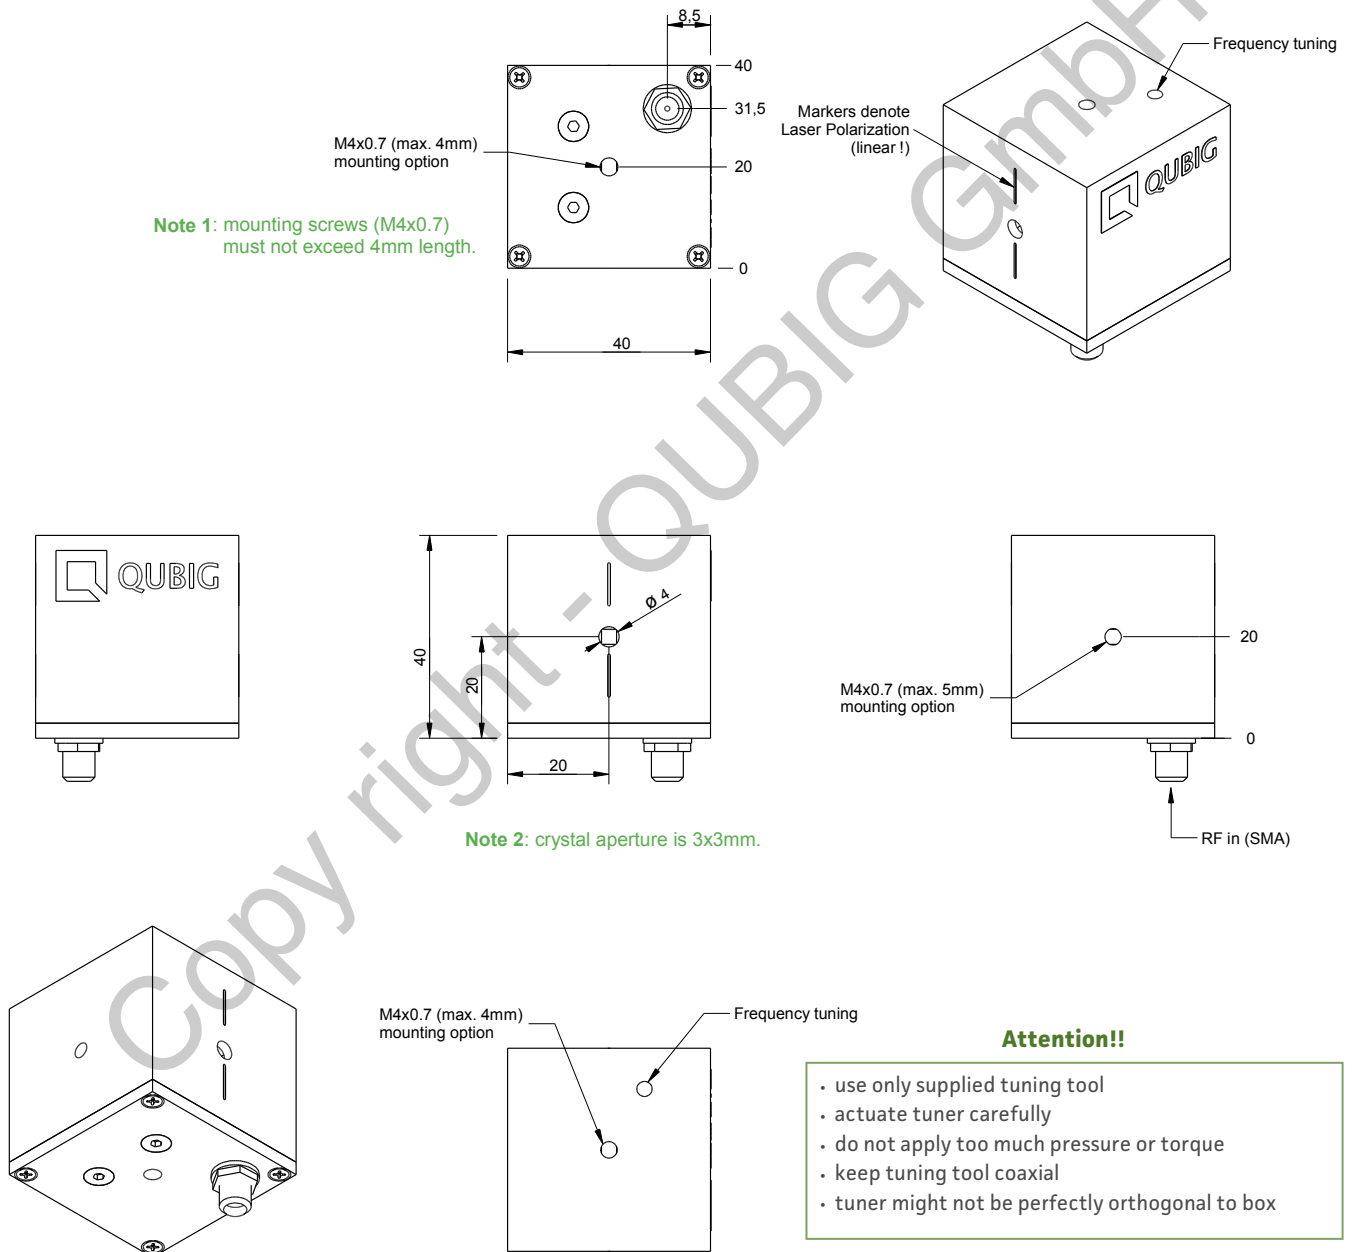 8,5
40
31,5
20
0
40
M4x0.7 (max. 4mm)
mounting option
Note 1: mounting screws (M4x0.7)
must not exceed 4mm length.
Frequency tuning
Markers denote
Laser Polarization
(linear !)
QUBIG
QUBIG
40
20
20
Ø 4
Note 2: crystal aperture is 3x3mm.
M4x0.7 (max. 5mm)
mounting option
20
0
RF in (SMA)
M4x0.7 (max. 4mm)
mounting option
Frequency tuning
Attention!!
· use only supplied tuning tool
· actuate tuner carefully
· do not apply too much pressure or torque
· keep tuning tool coaxial
· tuner might not be perfectly orthogonal to box
Copy right - QUBIG GmbH